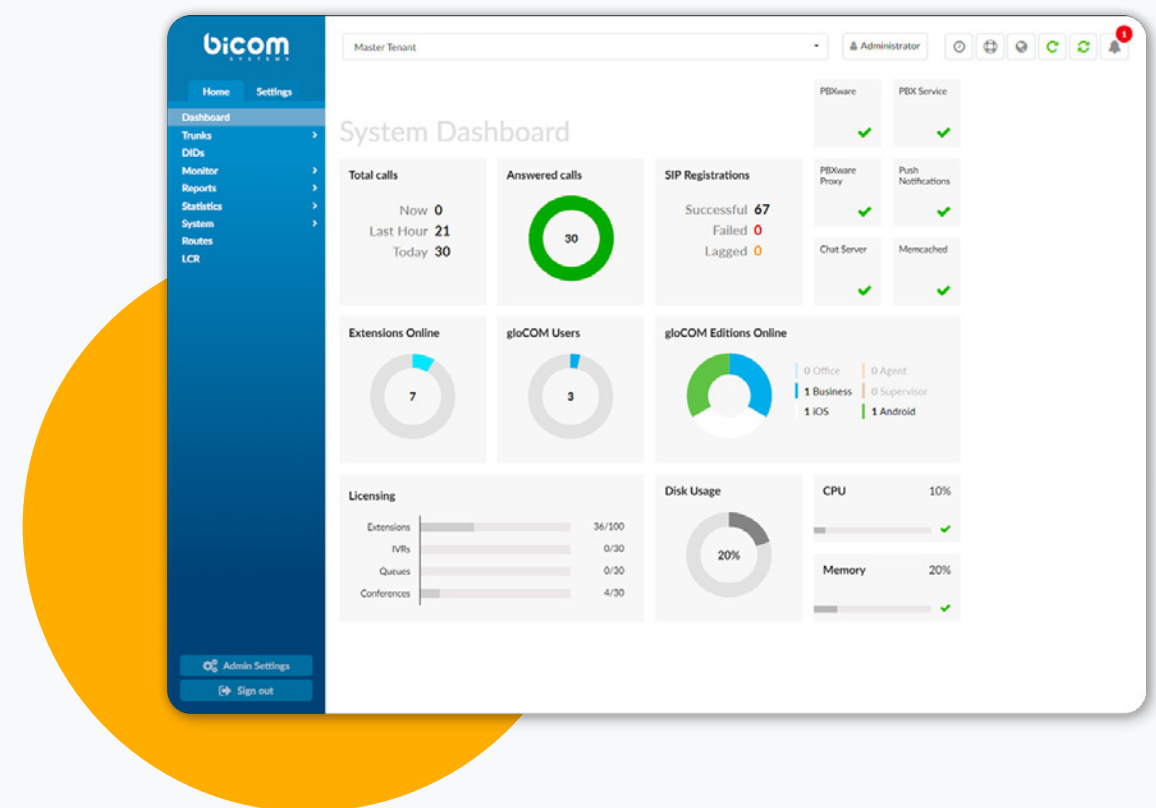 bicom
SYSTEMS
Home Settings
Dashboard
Trunks
DIDs
Monitor
Reports
Statistics
System
Routes
LCR
Admin Settings
Sign out
Master Tenant
Administrator
1
System Dashboard
PBXware
PBX Service
PBXware
Proxy
Push
Notifications
Chat Server
Memcached
Total calls
Now 0
Last Hour 21
Today 30
Answered calls
30
SIP Registrations
Successful 67
Failed 0
Lagged 0
Extensions Online
7
gloCOM Users
3
gloCOM Editions Online
0 Office 0 Agent
1 Business 0 Supervisor
1 iOS 1 Android
Licensing
Extensions 36/100
IVRs 0/30
Queues 0/30
Conferences 4/30
Disk Usage
20%
CPU 10%
Memory 20%